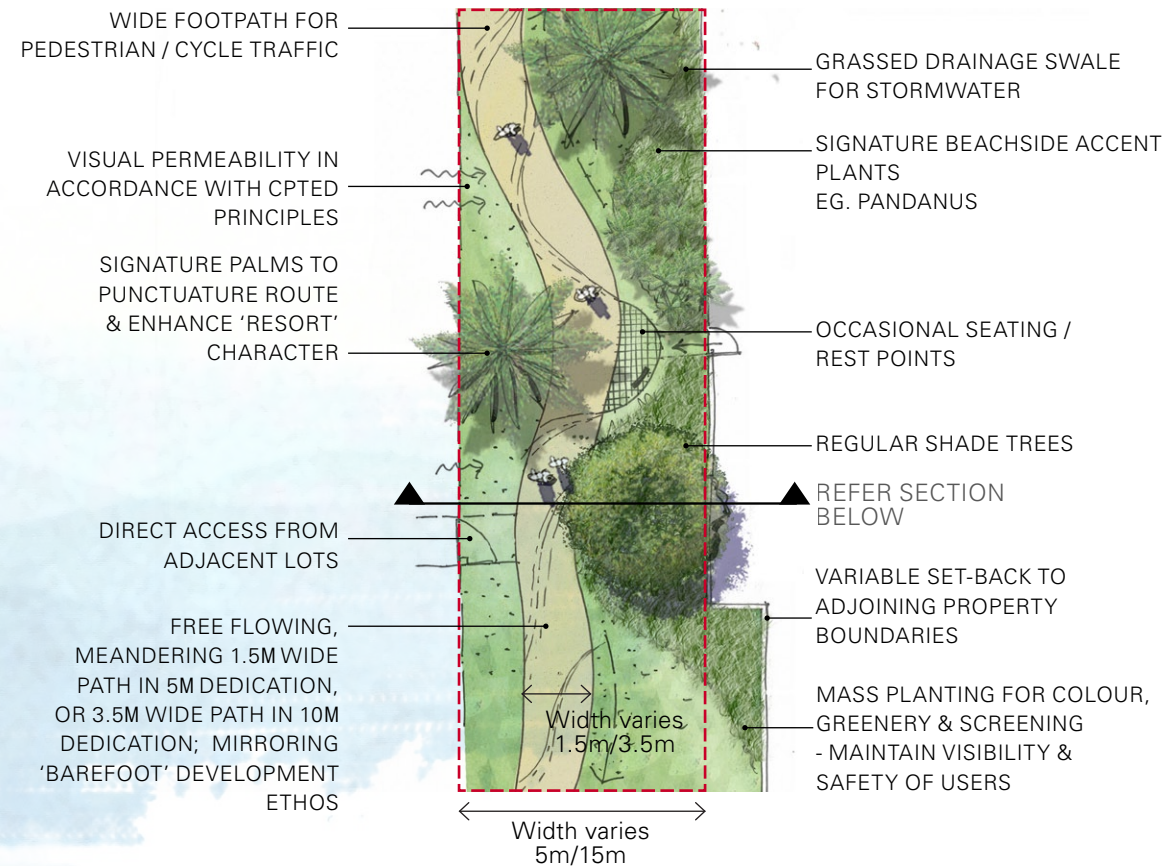 WIDE FOOTPATH FOR
PEDESTRIAN / CYCLE TRAFFIC
VISUAL PERMEABILITY IN
ACCORDANCE WITH CPTED
PRINCIPLES
SIGNATURE PALMS TO
PUNCTUATURE ROUTE
& ENHANCE ‘RESORT’
CHARACTER
DIRECT ACCESS FROM
ADJACENT LOTS
FREE FLOWING,
MEANDERING 1.5M WIDE
PATH IN 5M DEDICATION,
OR 3.5M WIDE PATH IN 10M
DEDICATION;  MIRRORING
‘BAREFOOT’ DEVELOPMENT
ETHOS
GRASSED DRAINAGE SWALE
FOR STORMWATER
SIGNATURE BEACHSIDE ACCENT
PLANTS
EG. PANDANUS
OCCASIONAL SEATING /
REST POINTS
REGULAR SHADE TREES
REFER SECTION
BELOW
VARIABLE SET-BACK TO
ADJOINING PROPERTY
BOUNDARIES
MASS PLANTING FOR COLOUR,
GREENERY & SCREENING
- MAINTAIN VISIBILITY &
SAFETY OF USERS
Width varies
1.5m/3.5m
Width varies
5m/15m